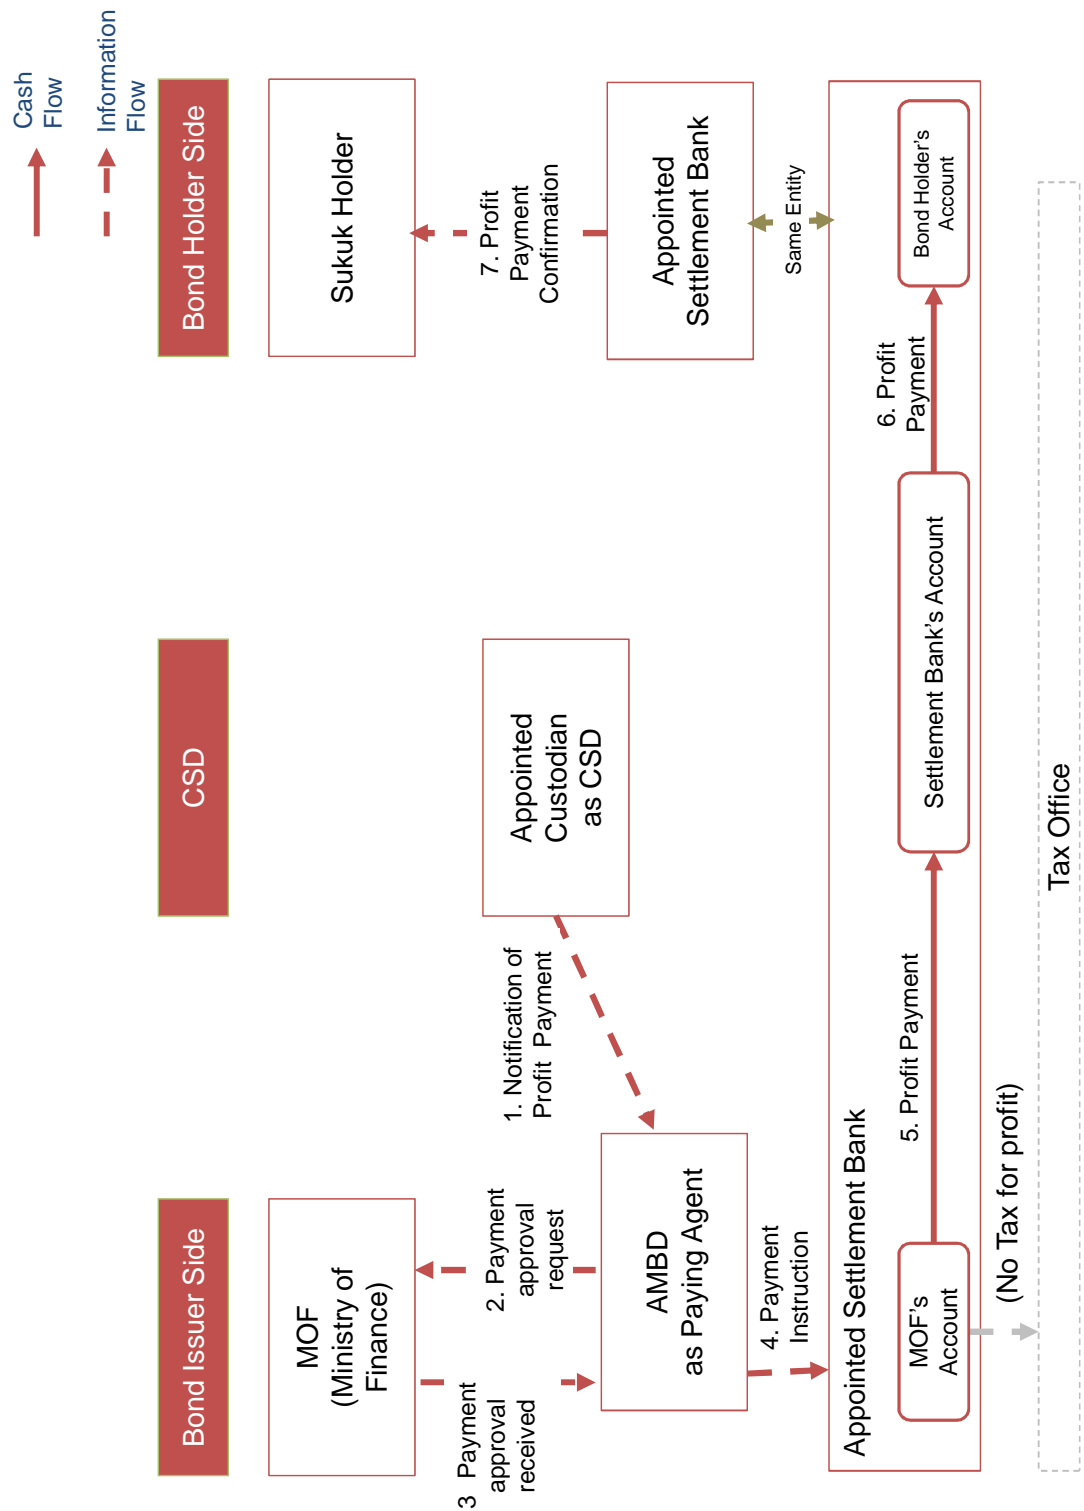 Cash
Flow
Information
Flow
Bond Issuer Side
CSD
Bond Holder Side
MOF
(Ministry of
Finance)
Sukuk Holder
3  Payment
approval
received
2. Payment
approval
request
1. Notification of
Profit  Payment
Appointed
Custodian
as CSD
7. Profit
Payment
Confirmation
AMBD
as Paying Agent
Appointed
Settlement Bank
4. Payment
Instruction
Same Entity
Appointed Settlement Bank
5. Profit Payment
6. Profit
Payment
MOF's
Account
Settlement Bank's Account
Bond Holder's
Account
(No Tax for profit)
Tax Office